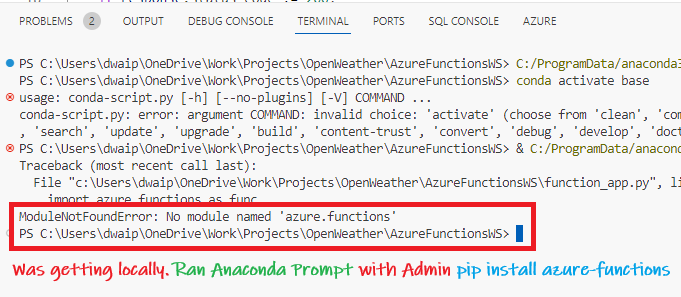 PROBLEMS 2 OUTPUT DEBUG CONSOLE TERMINAL PORTS SQL CONSOLE AZURE
PS C:\Users\dwaip\OneDrive\Work\Projects\OpenWeather\AzureFunctionsWS> C:/ProgramData/anaconda3
PS C:\Users\dwaip\OneDrive\Work\Projects\OpenWeather\AzureFunctionsWS> conda activate base
usage: conda-script.py [-h] [--no-plugins] [-V] COMMAND ...
conda-script.py: error: argument COMMAND: invalid choice: 'activate' (choose from 'clean', 'com
, 'search', 'update', 'upgrade', 'build', 'content-trust', 'convert', 'debug', 'develop', 'doct
PS C:\Users\dwaip\OneDrive\Work\Projects\OpenWeather\AzureFunctionsWS> & C:/ProgramData/anacond
Traceback (most recent call last):
File "c:\Users\dwaip\OneDrive\Work\Projects\OpenWeather\AzureFunctionsWS\function_app.py", li
import azure.functions as func
ModuleNotFoundError: No module named 'azure.functions'
PS C:\Users\dwaip\OneDrive\Work\Projects\OpenWeather\AzureFunctionsWS>
Was getting locally. Ran Anaconda Prompt with Admin pip install azure-functions